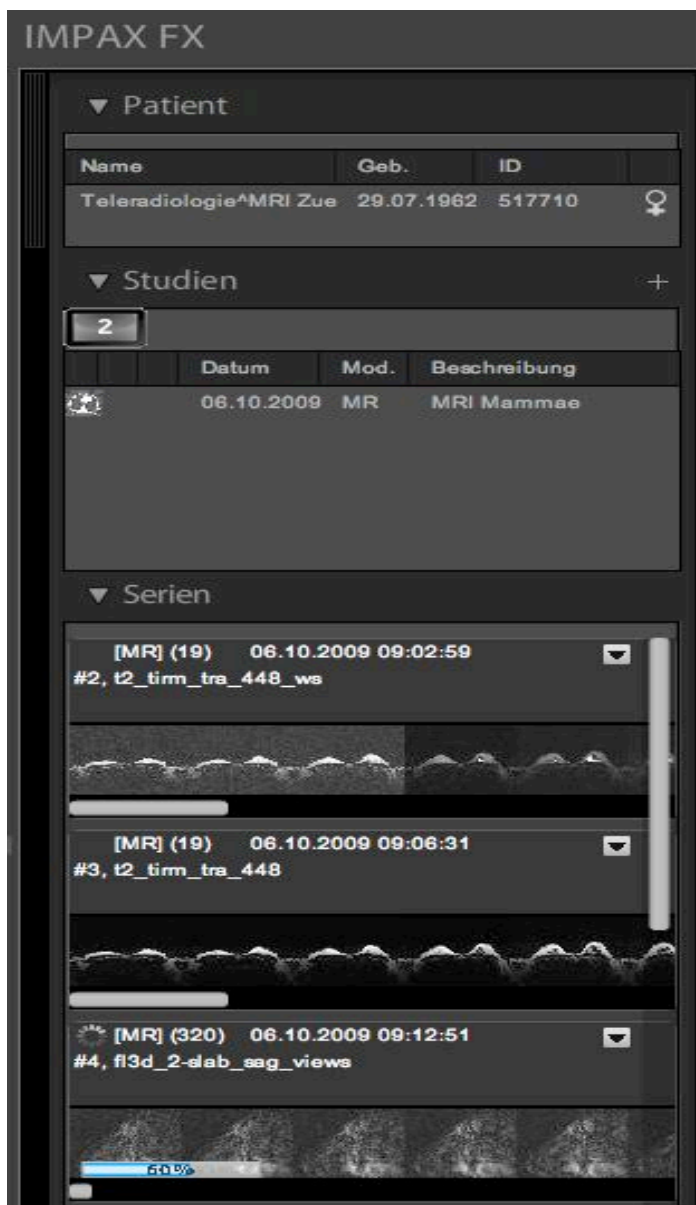 IMPAX FX
Patient
Name Geb. ID
Teleradiologie^MRI Zue 29.07.1962 517710
Studien +
2
Datum Mod. Beschreibung
06.10.2009 MR MRI Mammae
Serien
[MR] (19) 06.10.2009 09:02:59
#2, t2_tirm_tra_448_ws
[MR] (19) 06.10.2009 09:06:31
#3, t2_tirm_tra_448
[MR] (320) 06.10.2009 09:12:51
#4, fl3d_2-slab_sag_views
60%